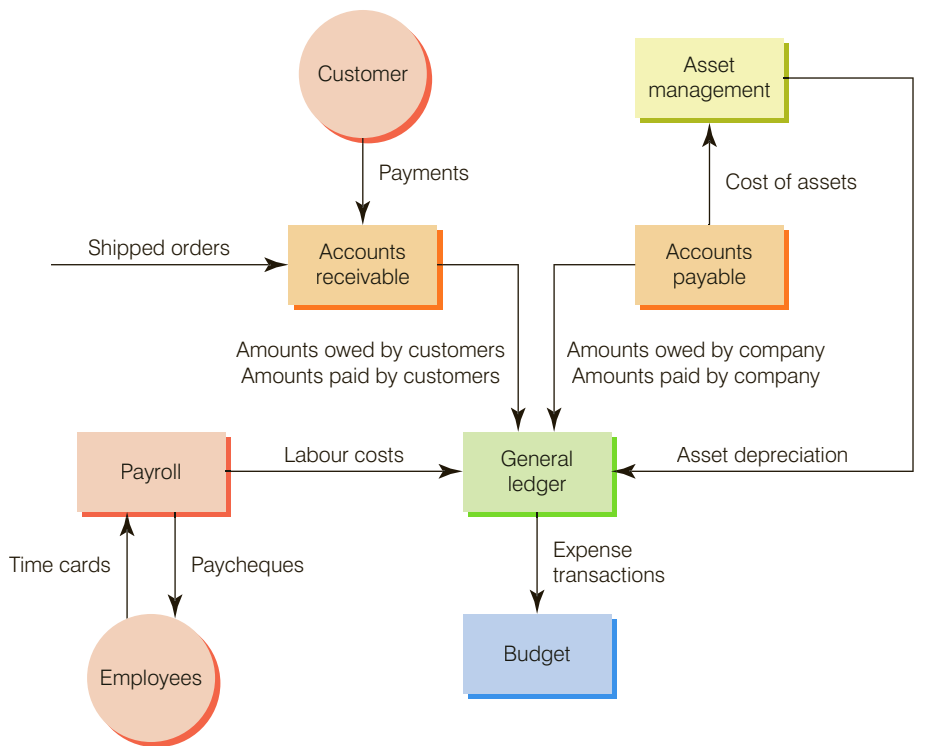 Customer
Asset
management
Payments
Cost of assets
Shipped orders
Accounts
receivable
Accounts
payable
Amounts owed by customers
Amounts paid by customers
Amounts owed by company
Amounts paid by company
Payroll
Labour costs
General
ledger
Asset depreciation
Time cards
Paycheques
Expense
transactions
Employees
Budget